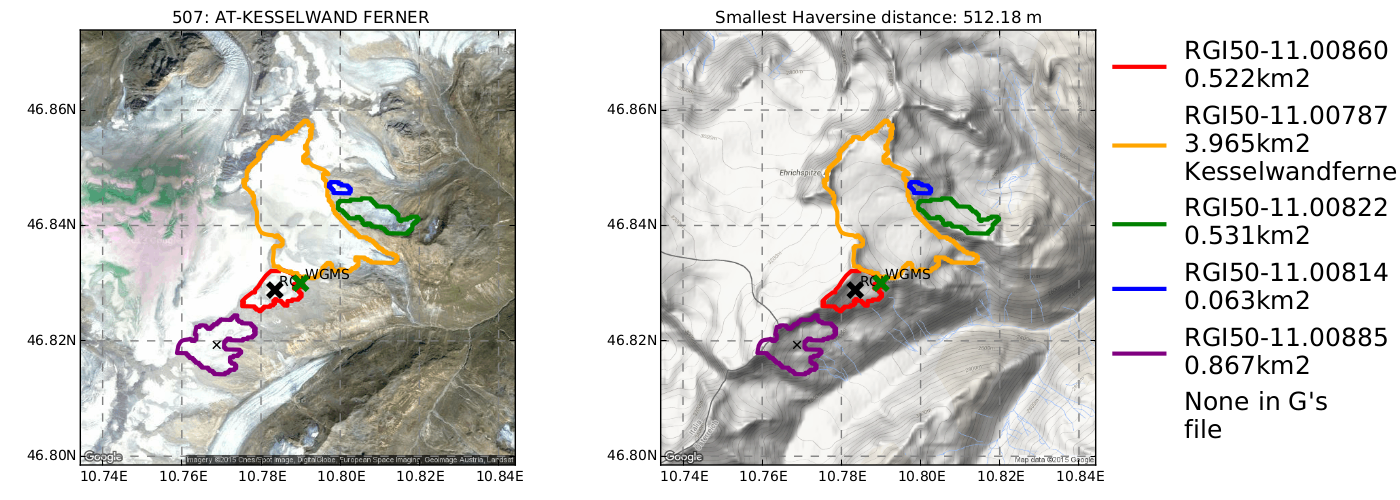 507: AT-KESSELWAND FERNER
46.86N
46.84N
46.82N
46.80N
10.74E
10.76E
10.78E
10.80E
10.82E
10.84E
WGMS
Google
Imagery ©2015 Cnes/Spot Image, DigitalGlobe, European Space Imaging, Geoimage Austria, Landsat
Smallest Haversine distance: 512.18 m
46.86N
46.84N
46.82N
46.80N
10.74E
10.76E
10.78E
10.80E
10.82E
10.84E
Ehrichspitze
WGMS
Google
Map data ©2015 Google
RGI50-11.00860
0.522km2
RGI50-11.00787
3.965km2
Kesselwandferne
RGI50-11.00822
0.531km2
RGI50-11.00814
0.063km2
RGI50-11.00885
0.867km2
None in G's
file